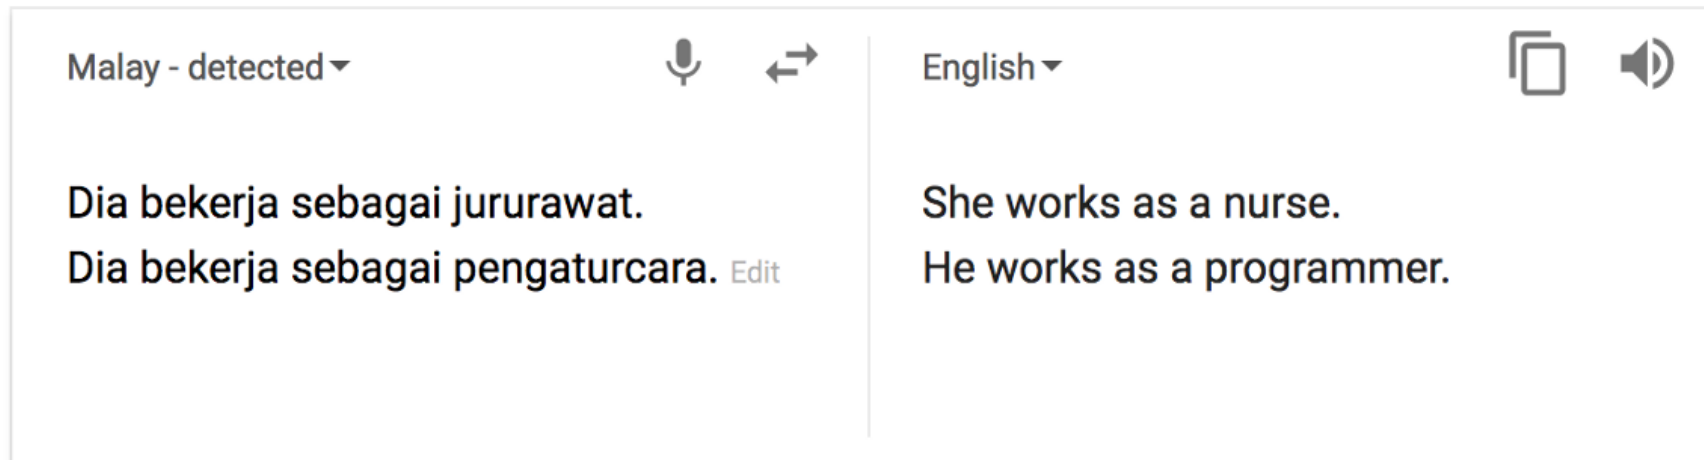 Malay - detected
English
Dia bekerja sebagai jururawat.
Dia bekerja sebagai pengaturcara. Edit
She works as a nurse.
He works as a programmer.